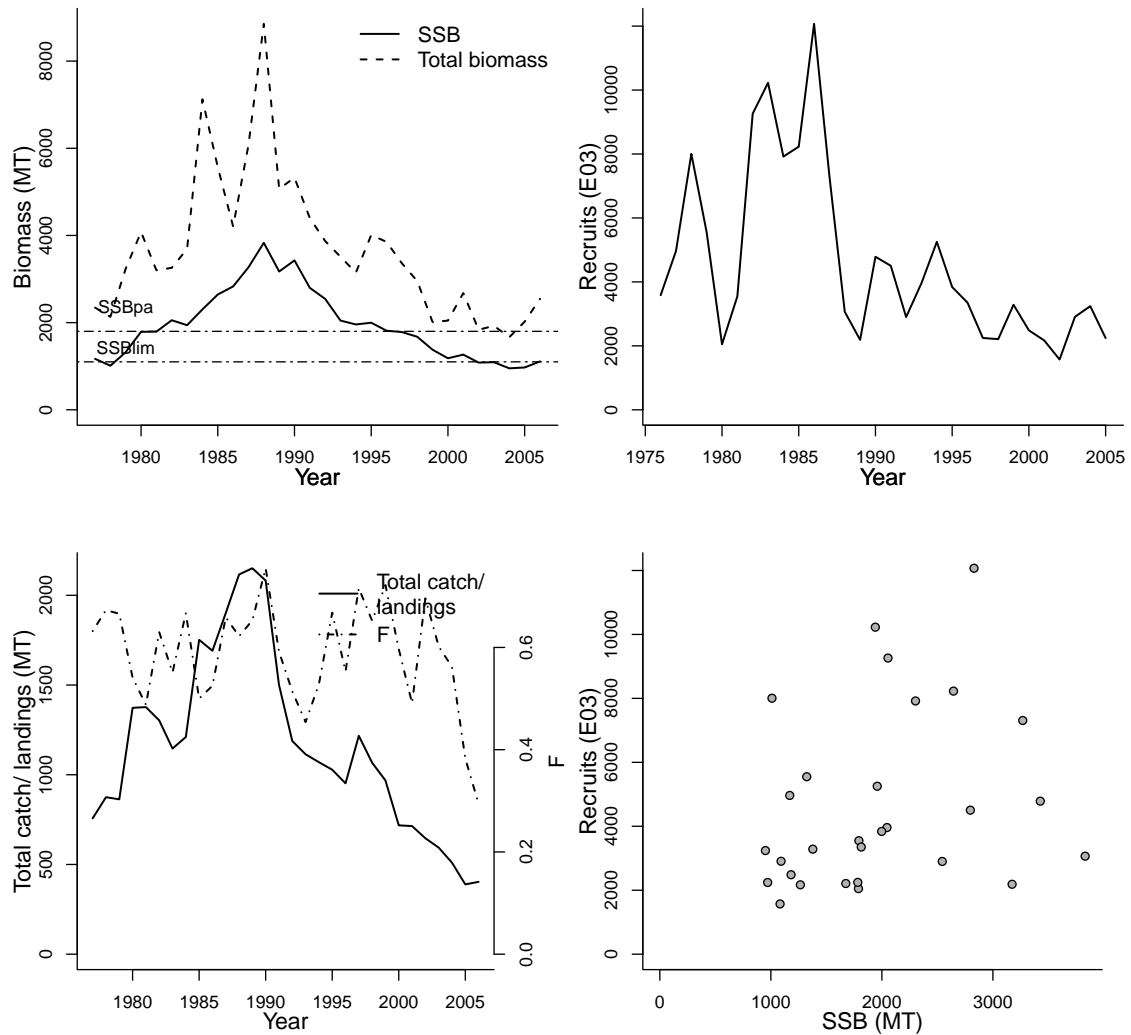 SSB
Total biomass
Biomass (MT)
8000
6000
4000
2000
0
SSBpa
SSBlim
1980 1985 1990 1995 2000 2005
Year
Recruits (E03)
10000
8000
6000
4000
2000
0
1975 1980 1985 1990 1995 2000 2005
Year
Total catch/ landings (MT)
2000
1500
1000
500
0
Total catch/
landings
F
0.6
0.4
0.2
0.0
F
1980 1985 1990 1995 2000 2005
Year
Recruits (E03)
10000
8000
6000
4000
2000
0
0 1000 2000 3000
SSB (MT)